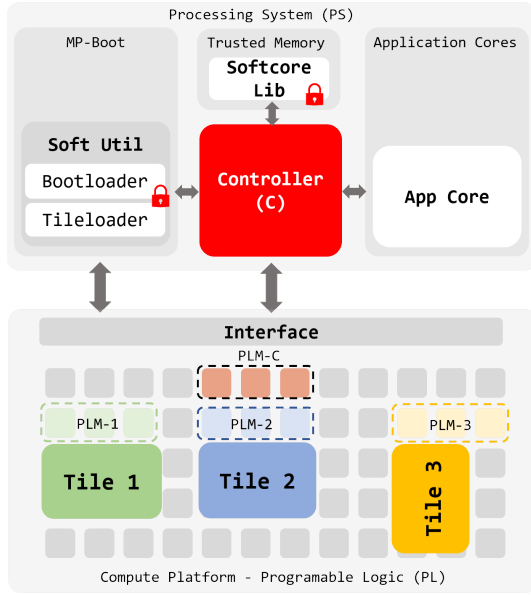 Processing System (PS)
MP-Boot
Trusted Memory
Application Cores
Softcore
Lib
Soft Util
Bootloader
Tileloader
Controller
(C)
App Core
Interface
PLM-C
PLM-1
PLM-2
PLM-3
Tile 1
Tile 2
Tile 3
Compute Platform - Programable Logic (PL)